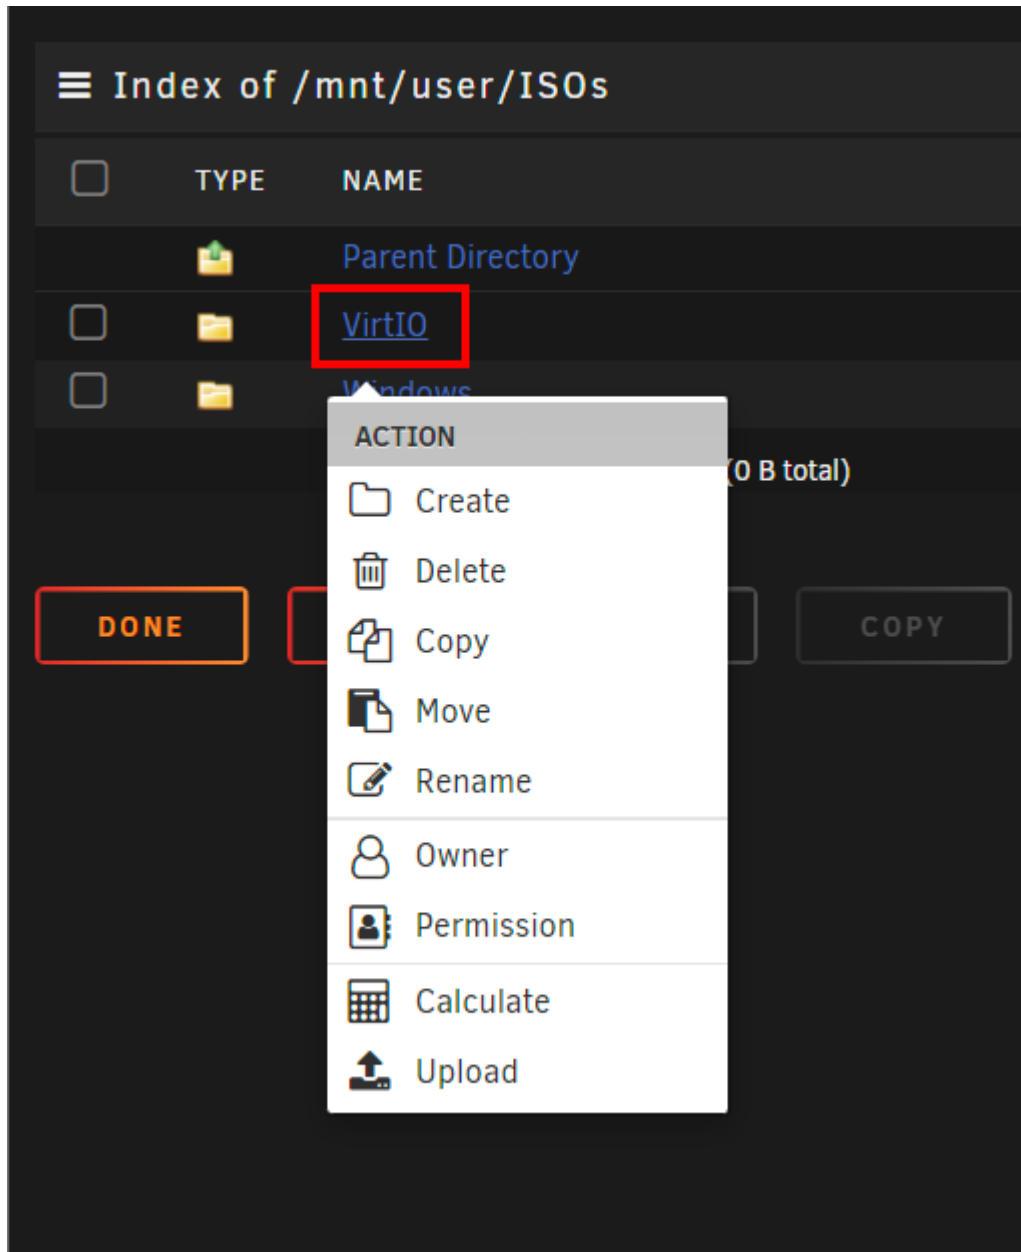 Index of /mnt/user/ISOs
TYPE NAME
Parent Directory
VirtIO
Windows
(0 B total)
ACTION
Create
Delete
Copy
Move
Rename
Owner
Permission
Calculate
Upload
DONE
COPY